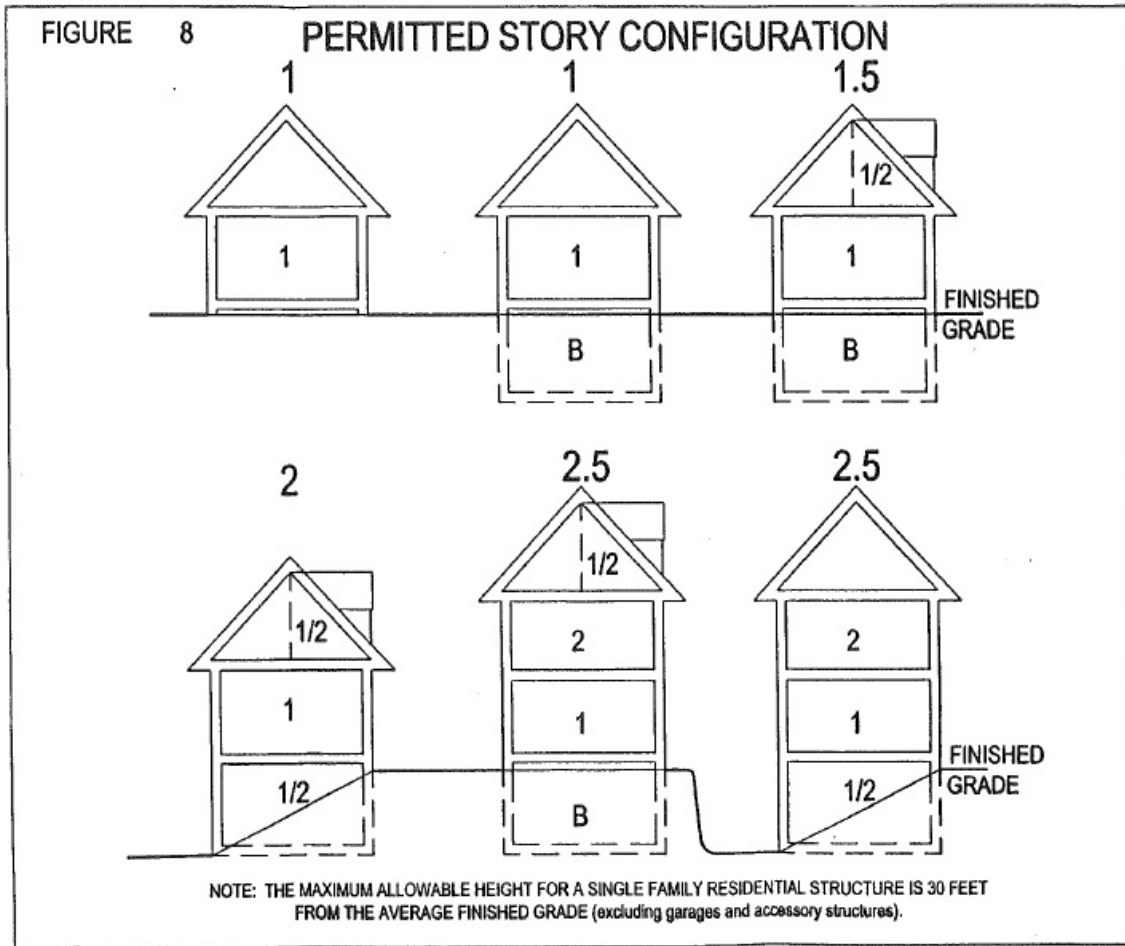 FIGURE 8 PERMITTED STORY CONFIGURATION
1 1 1.5
1/2
1 1 1
FINISHED
GRADE
B B
2 2.5 2.5
1/2
2 2
1/2
1 1 1
FINISHED
GRADE
1/2 1/2
B
NOTE: THE MAXIMUM ALLOWABLE HEIGHT FOR A SINGLE FAMILY RESIDENTIAL STRUCTURE IS 30 FEET
FROM THE AVERAGE FINISHED GRADE (excluding garages and accessory structures).